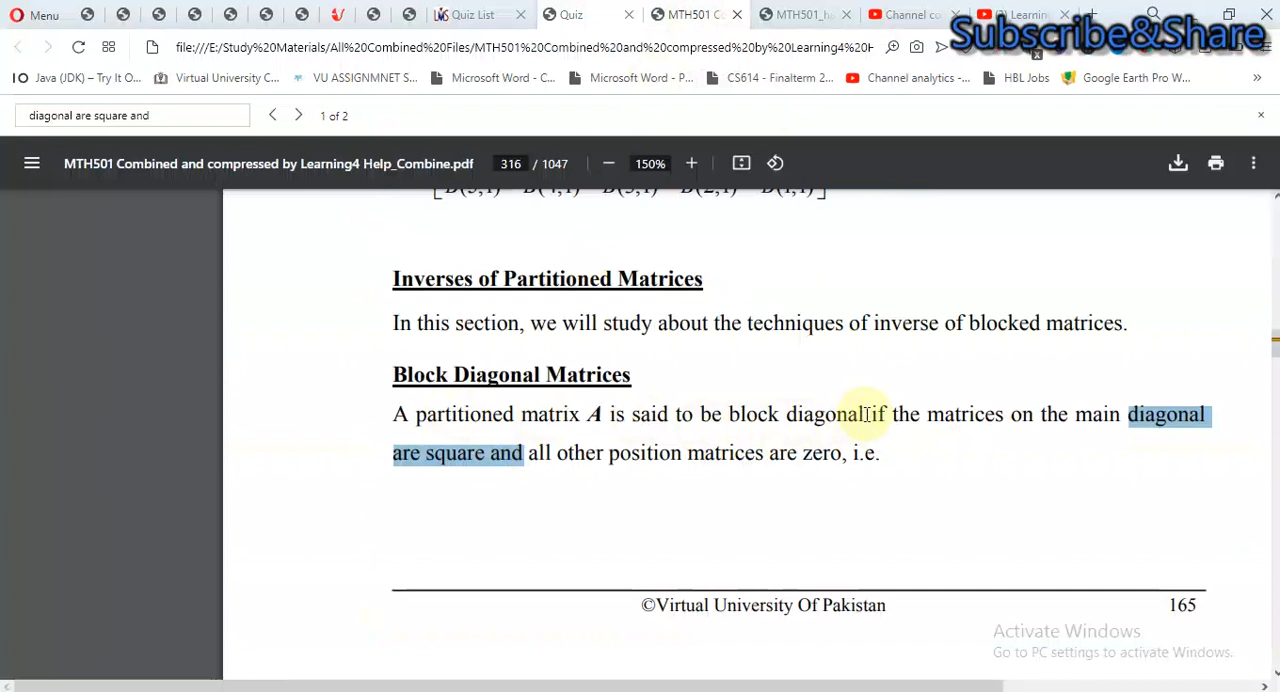 Menu
Quiz List
Quiz
MTH501 C
MTH501_h
Channel co
Learnin
Subscribe&Share
file:///E:/Study%20Materials/All%20Combined%20Files/MTH501%20Combined%20and%20compressed%20by%20Learning4%20H
Java (JDK) – Try It O...
Virtual University C...
VU ASSIGNMNET S...
Microsoft Word - C...
Microsoft Word - P...
CS614 - Finalterm 2...
Channel analytics -...
HBL Jobs
Google Earth Pro W...
diagonal are square and
1 of 2
MTH501 Combined and compressed by Learning4 Help_Combine.pdf
316 / 1047
150%
Inverses of Partitioned Matrices
In this section, we will study about the techniques of inverse of blocked matrices.
Block Diagonal Matrices
A partitioned matrix A is said to be block diagonal if the matrices on the main diagonal
are square and all other position matrices are zero, i.e.
©Virtual University Of Pakistan
165
Activate Windows
Go to PC settings to activate Windows.